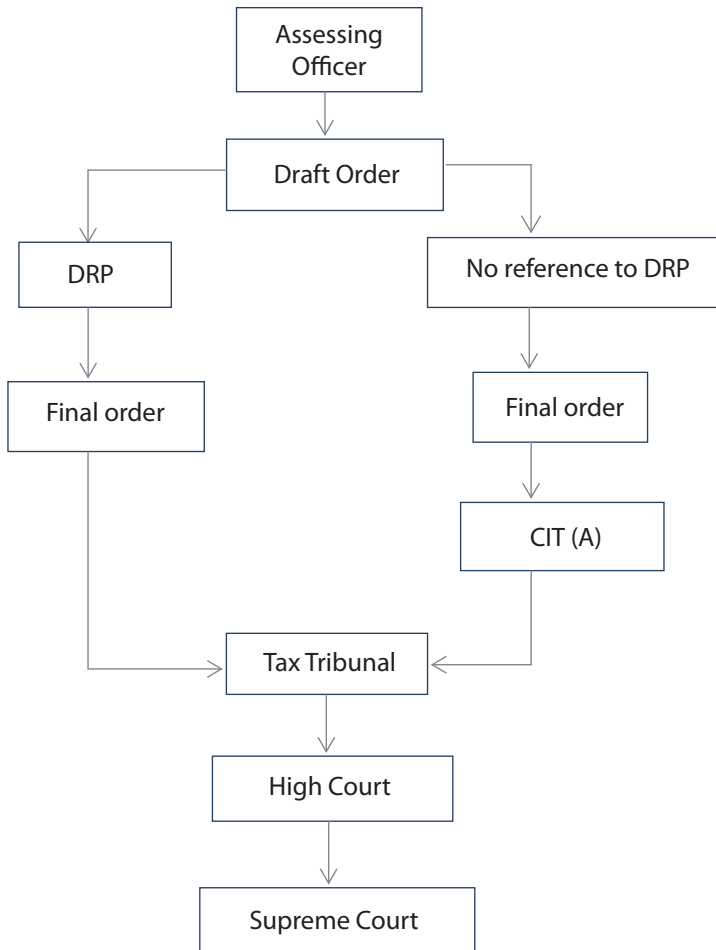 Assessing
Officer
Draft Order
DRP
No reference to DRP
Final order
Final order
CIT (A)
Tax Tribunal
High Court
Supreme Court